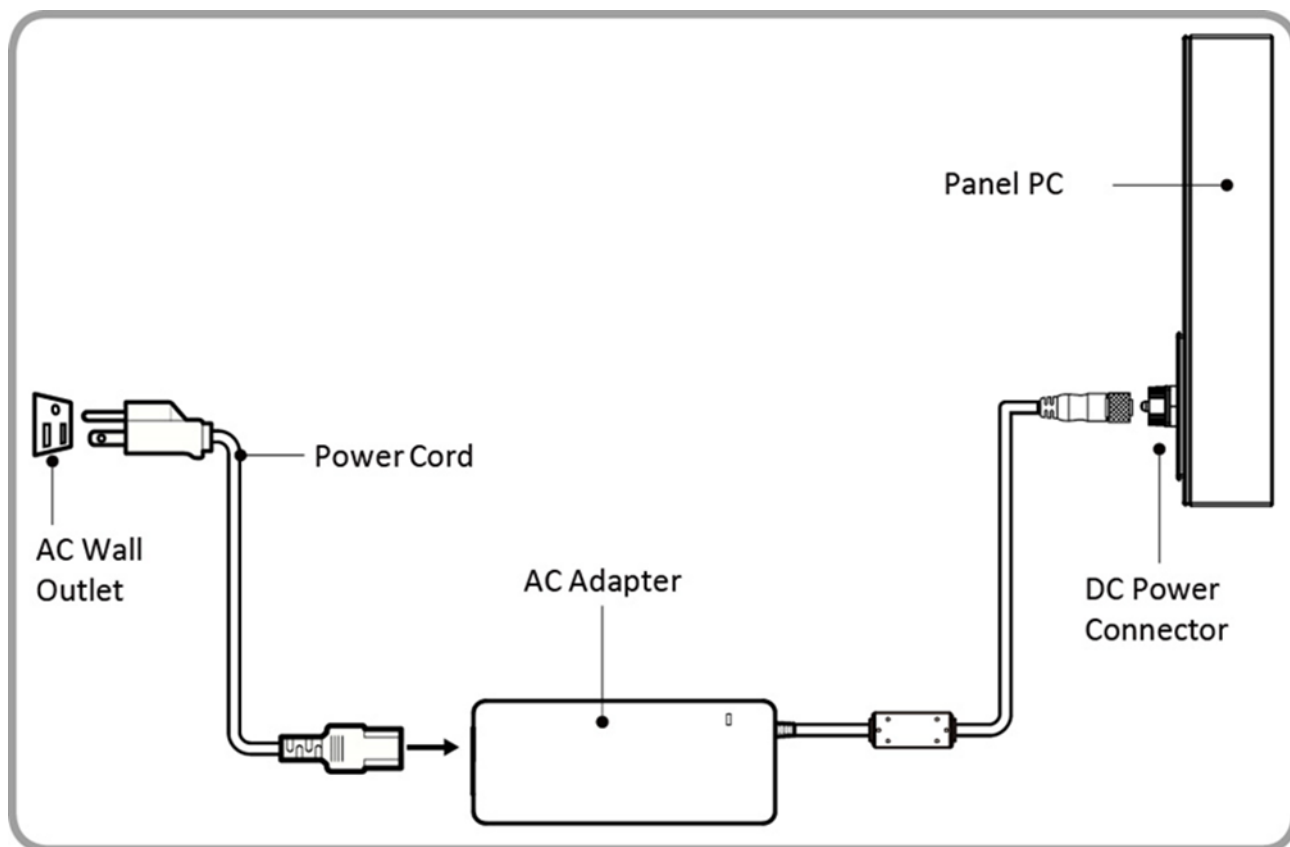 Panel PC
Power Cord
AC Wall
Outlet
AC Adapter
DC Power
Connector